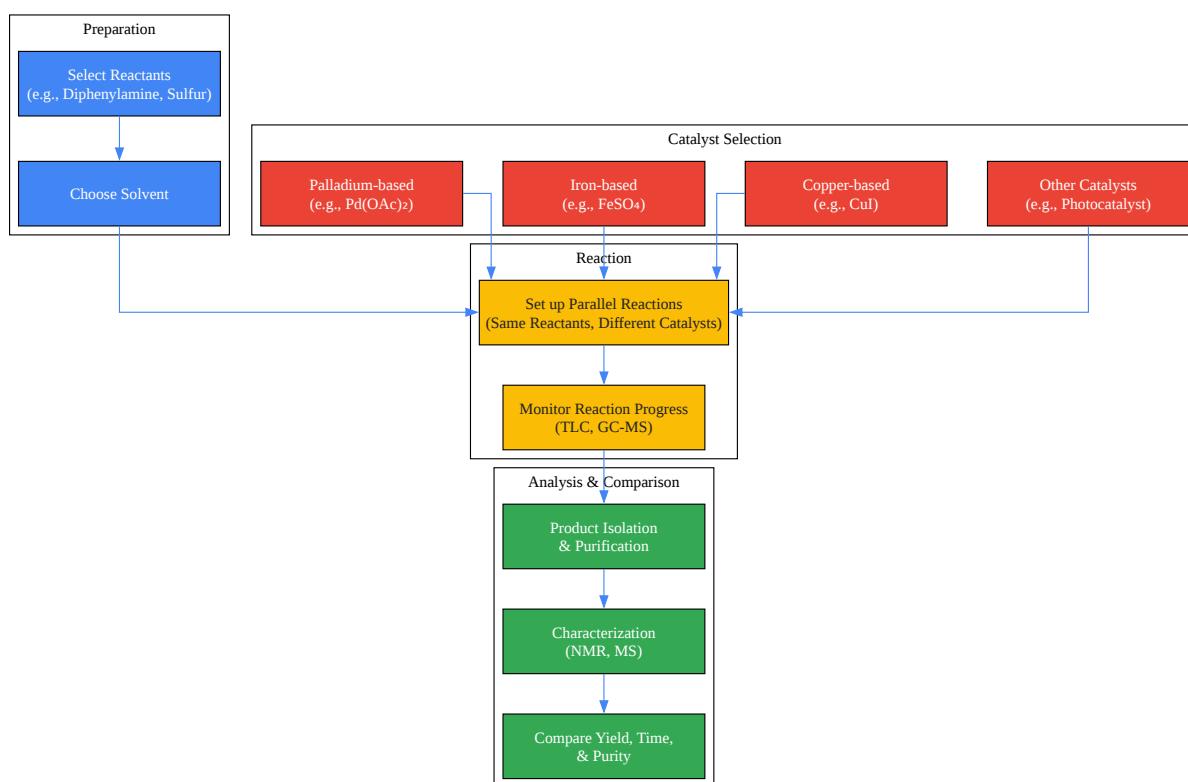 Preparation
Select Reactants
(e.g., Diphenylamine, Sulfur)
Choose Solvent
Catalyst Selection
Palladium-based
(e.g., Pd(OAc)₂)
Iron-based
(e.g., FeSO₄)
Copper-based
(e.g., CuI)
Other Catalysts
(e.g., Photocatalyst)
Reaction
Set up Parallel Reactions
(Same Reactants, Different Catalysts)
Monitor Reaction Progress
(TLC, GC-MS)
Analysis & Comparison
Product Isolation
& Purification
Characterization
(NMR, MS)
Compare Yield, Time,
& Purity